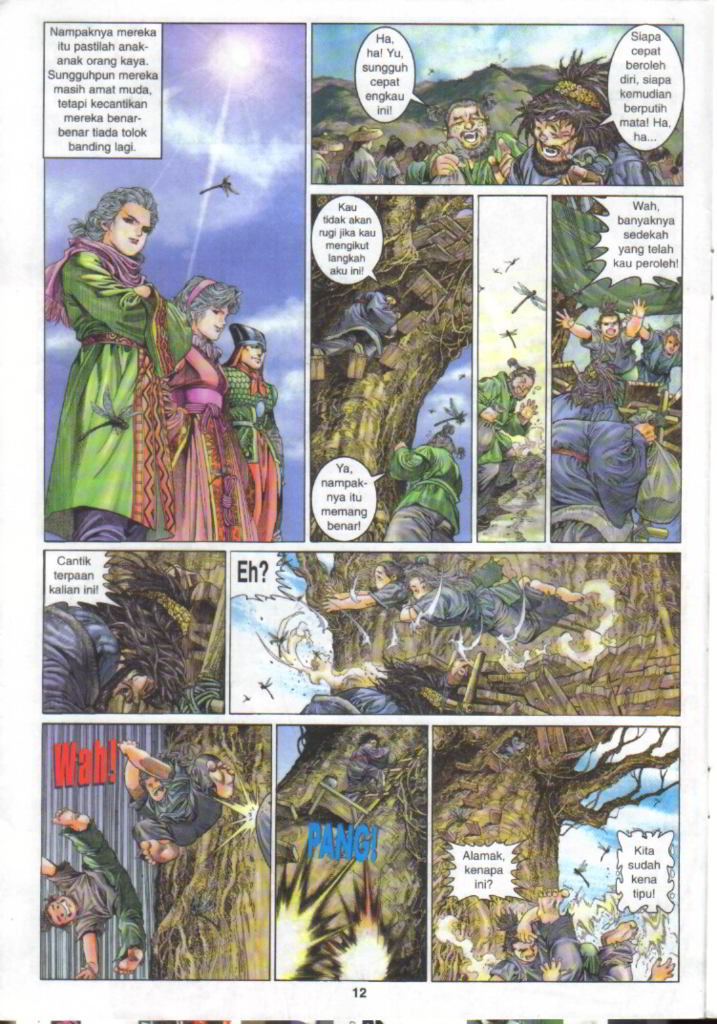 Nampaknya mereka
itu pastilah anak-
anak orang kaya.
Sungguhpun mereka
masih amat muda,
tetapi kecantikan
mereka benar-
benar tiada tolok
banding lagi.
Ha,
ha! Yu,
sungguh
cepat
engkau
ini!
Siapa
cepat
beroleh
diri, siapa
kemudian
berputih
mata! Ha,
ha...
Kau
tidak akan
rugi jika kau
mengikut
langkah
aku ini!
Ya,
nampak-
nya itu
memang
benar!
Wah,
banyaknya
sedekah
yang telah
kau peroleh!
Cantik
terpaan
kalian ini!
Eh?
Wah!
PANG!
Alamak,
kenapa
ini?
Kita
sudah
kena
tipu!
12